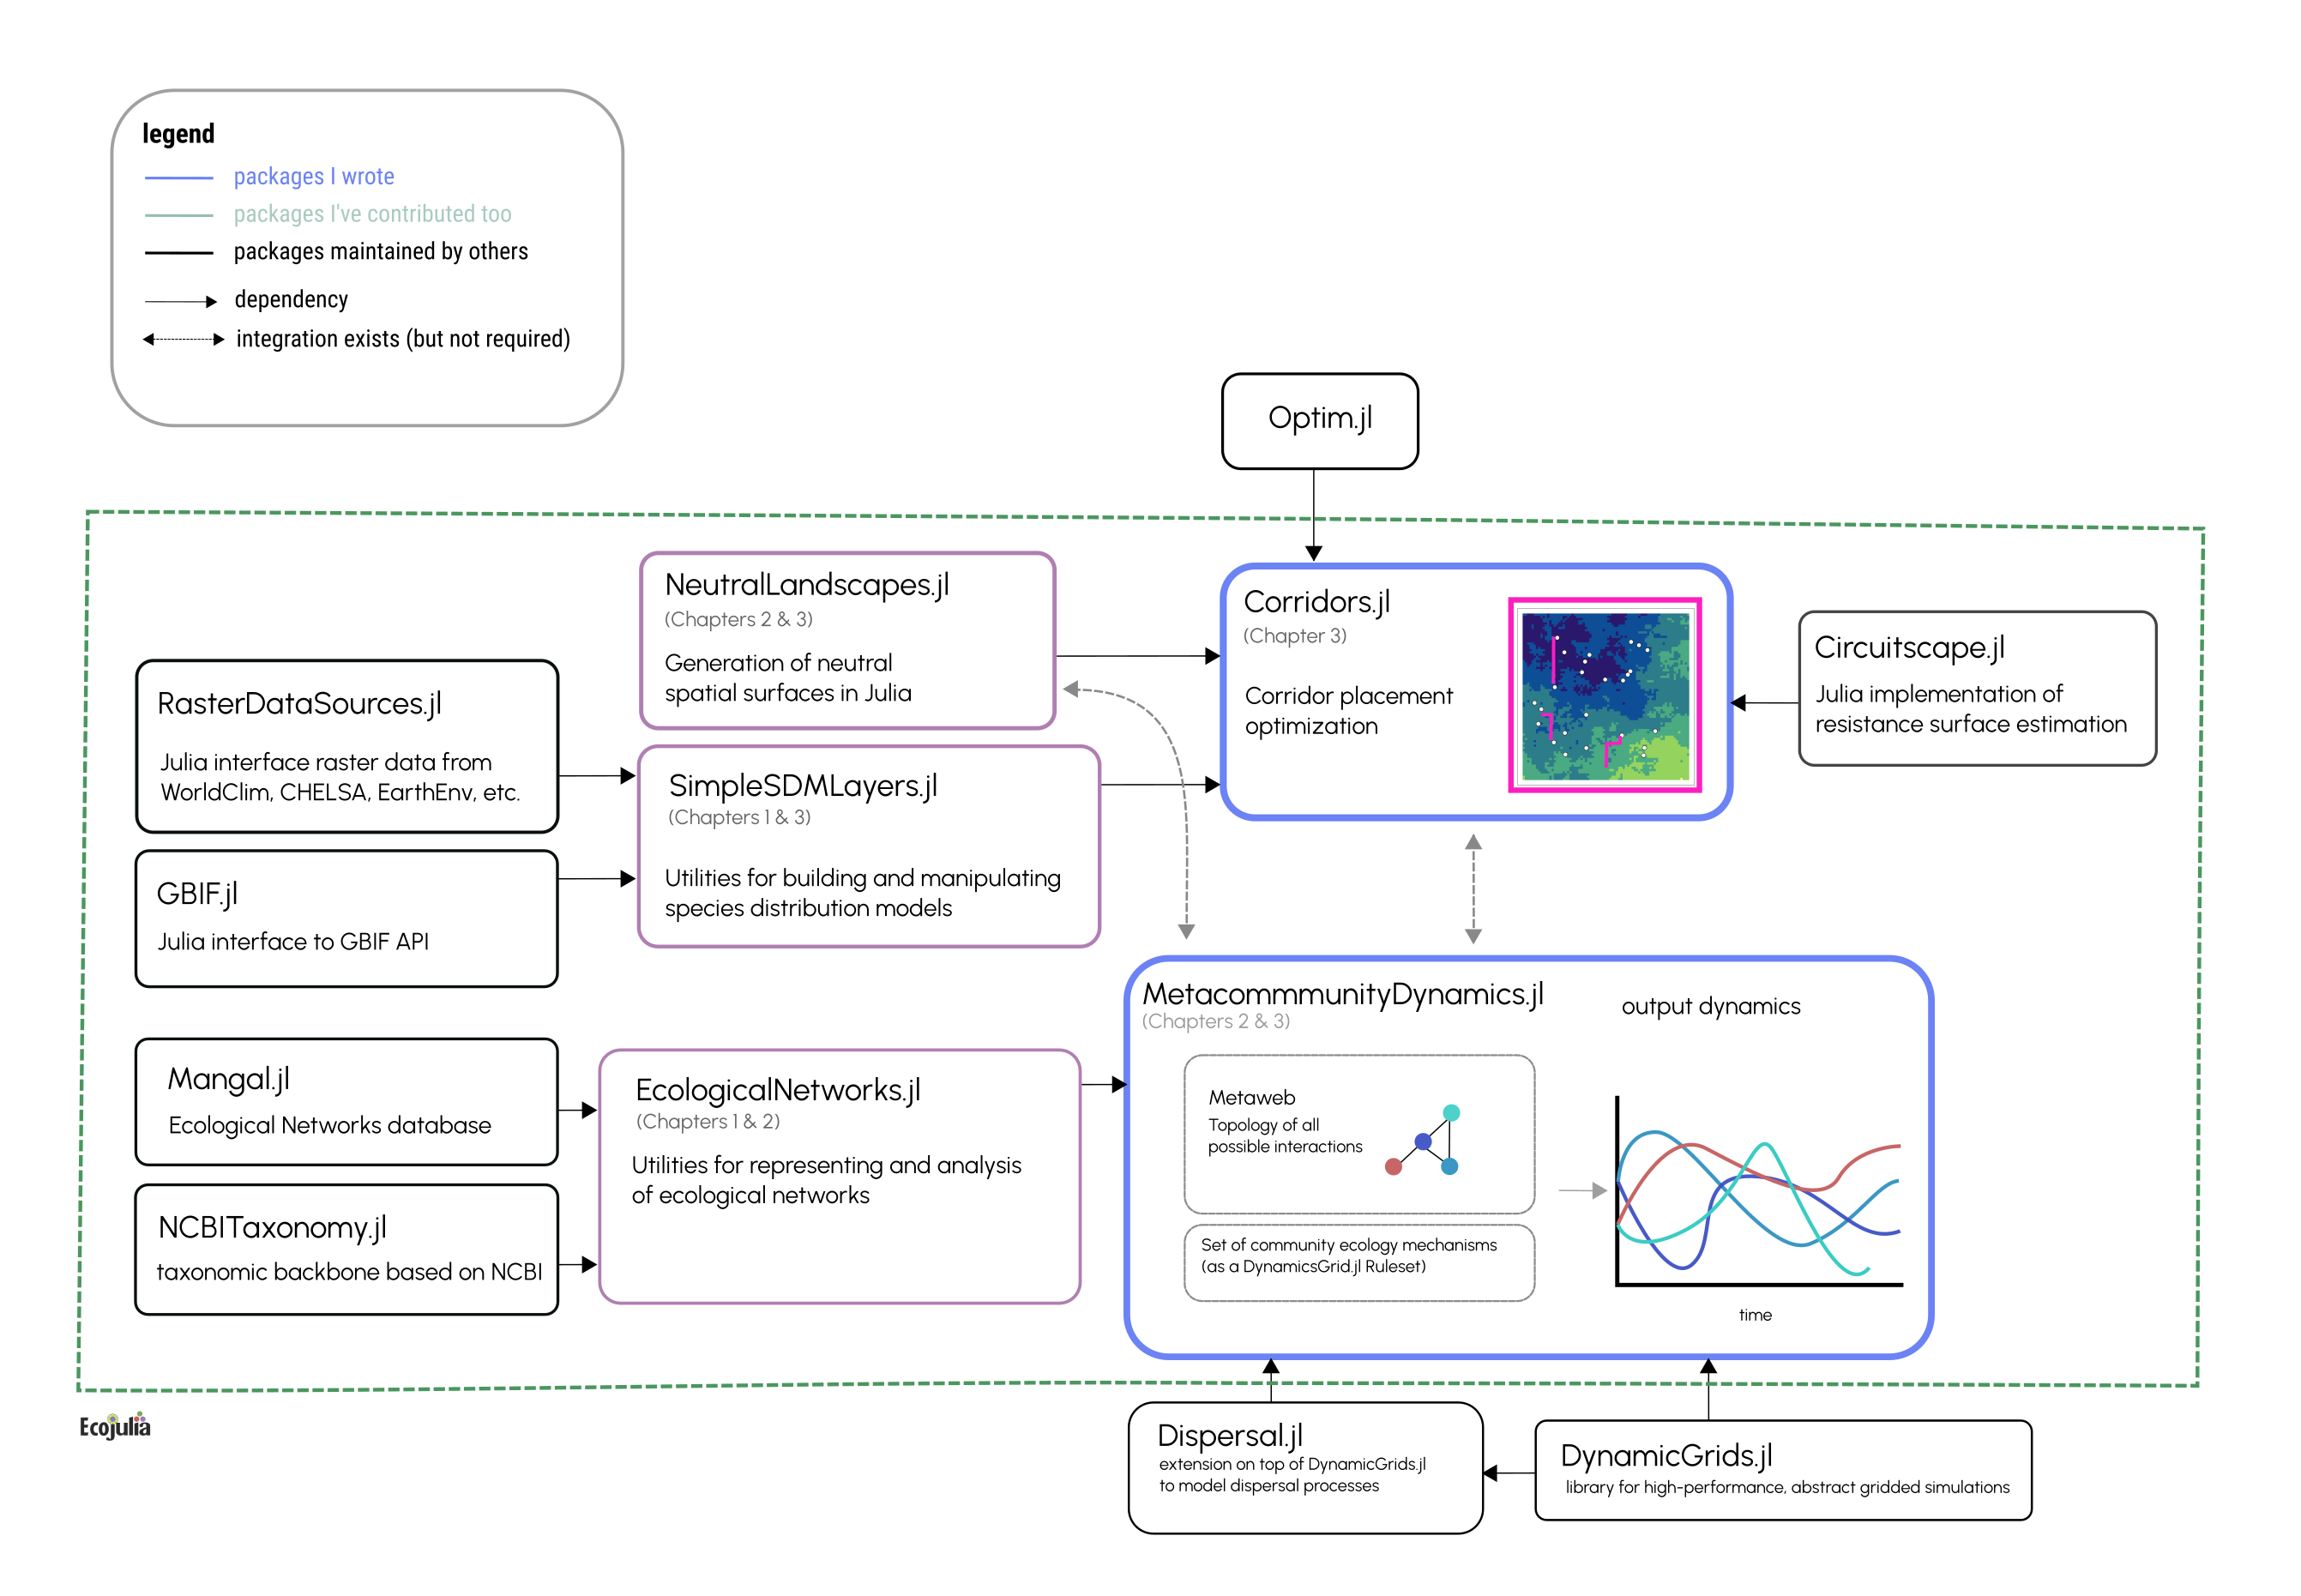 legend
packages I wrote
packages I've contributed too
packages maintained by others
dependency
integration exists (but not required)
Optim.jl
NeutralLandscapes.jl
(Chapters 2 & 3)
Generation of neutral
spatial surfaces in Julia
Corridors.jl
(Chapter 3)
Corridor placement
optimization
Circuitscape.jl
Julia implementation of
resistance surface estimation
RasterDataSources.jl
Julia interface raster data from
WorldClim, CHELSA, EarthEnv, etc.
SimpleSDMLayers.jl
(Chapters 1 & 3)
Utilities for building and manipulating
species distribution models
GBIF.jl
Julia interface to GBIF API
MetacommmunityDynamics.jl
(Chapters 2 & 3)
output dynamics
Metaweb
Topology of all
possible interactions
Set of community ecology mechanisms
(as a DynamicsGrid.jl Ruleset)
time
Mangal.jl
Ecological Networks database
EcologicalNetworks.jl
(Chapters 1 & 2)
Utilities for representing and analysis
of ecological networks
NCBITaxonomy.jl
taxonomic backbone based on NCBI
Ecojulia
Dispersal.jl
extension on top of DynamicGrids.jl
to model dispersal processes
DynamicGrids.jl
library for high-performance, abstract gridded simulations